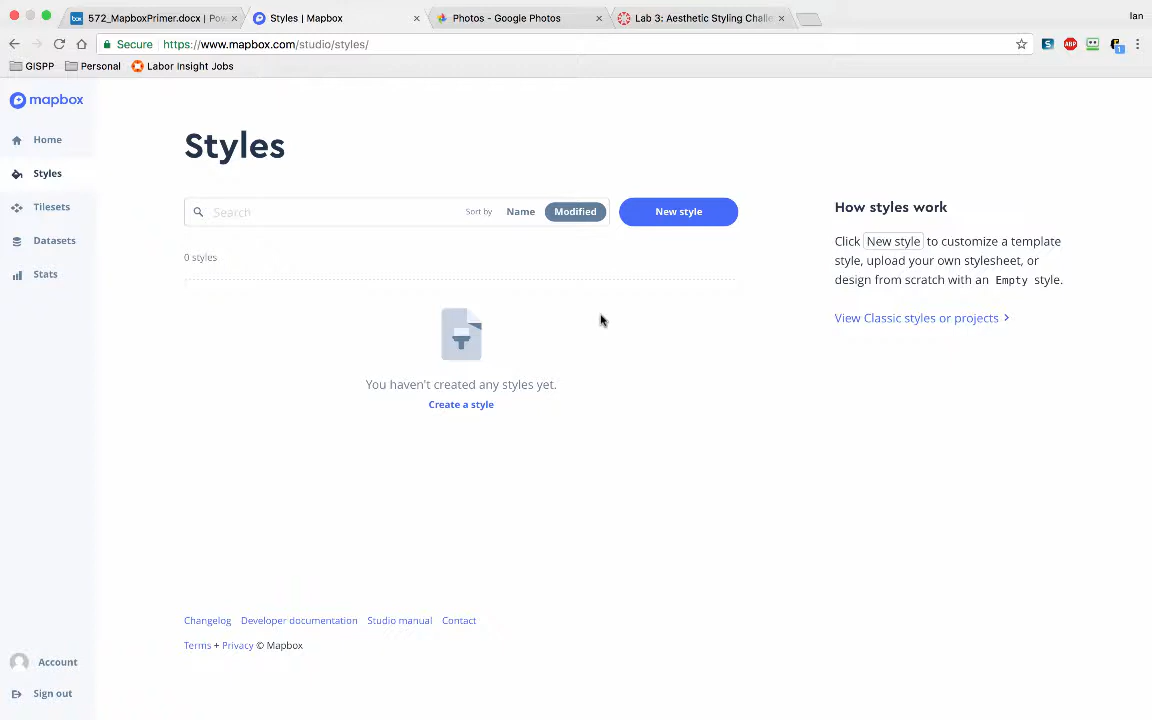 572_MapboxPrimer.docx | Pow
Styles | Mapbox
Photos - Google Photos
Lab 3: Aesthetic Styling Challe
Ian
Secure
https://www.mapbox.com/studio/styles/
S
ABP
1
GISPP
Personal
Labor Insight Jobs
mapbox
Home
Styles
Tilesets
Datasets
Stats
Account
Sign out
Styles
Search
Sort by
Name
Modified
New style
0 styles
You haven't created any styles yet.
Create a style
How styles work
Click New style to customize a template
style, upload your own stylesheet, or
design from scratch with an Empty style.
View Classic styles or projects
Changelog
Developer documentation
Studio manual
Contact
Terms + Privacy © Mapbox